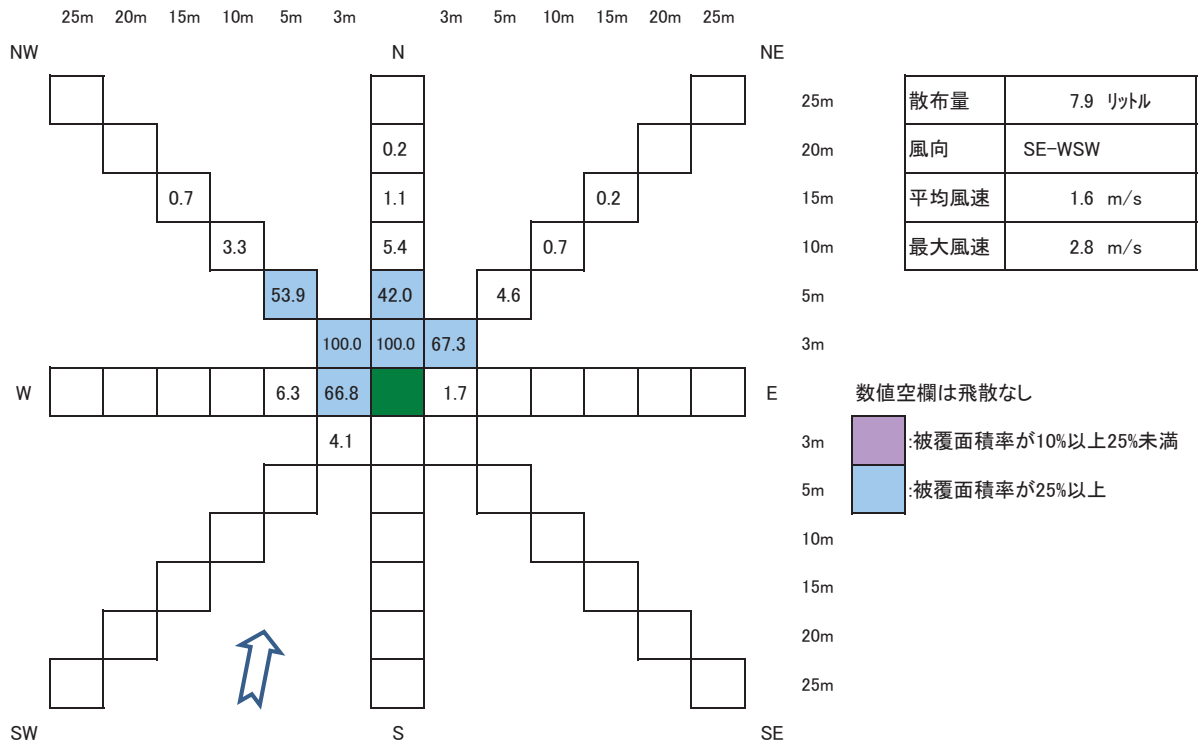 25m 20m 15m 10m 5m 3m 3m 5m 10m 15m 20m 25m
NW N NE
25m
0.2 20m
0.7 1.1 0.2 15m
3.3 5.4 0.7 10m
53.9 42.0 4.6 5m
100.0 100.0 67.3 3m
W 6.3 66.8 1.7 E
4.1 3m
5m
10m
15m
20m
25m
SW S SE
散布量 7.9 リットル
風向 SE-WSW
平均風速 1.6 m/s
最大風速 2.8 m/s
数値空欄は飛散なし
:被覆面積率が10%以上25%未満
:被覆面積率が25%以上